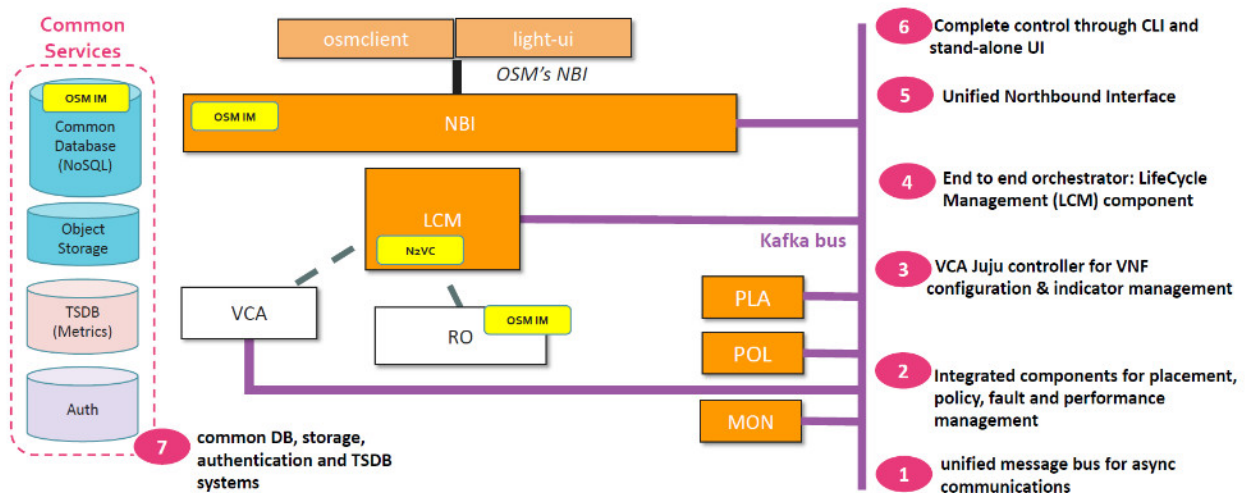 Common
Services
OSM IM
Common
Database
(NoSQL)
Object
Storage
TSDB
(Metrics)
Auth
7
common DB, storage,
authentication and TSDB
systems
osmclient
light-ui
OSM's NBI
OSM IM
NBI
LCM
N2VC
Kafka bus
VCA
RO
OSM IM
PLA
POL
MON
6
Complete control through CLI and
stand-alone UI
5
Unified Northbound Interface
4
End to end orchestrator: LifeCycle
Management (LCM) component
3
VCA Juju controller for VNF
configuration & indicator management
2
Integrated components for placement,
policy, fault and performance
management
1
unified message bus for async
communications